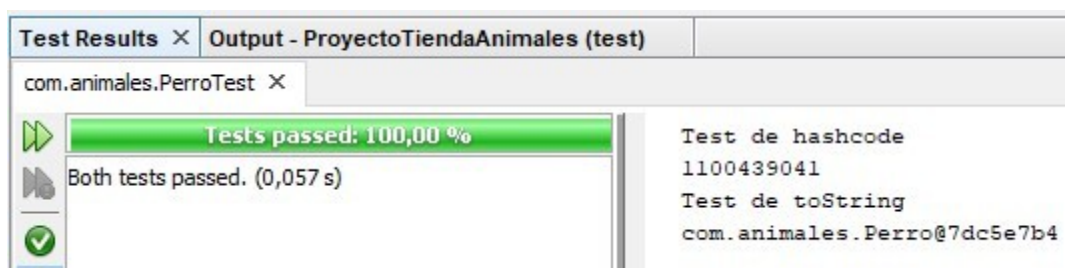 Test Results ×
Output - ProyectoTiendaAnimales (test)
com.animales.PerroTest ×
Tests passed: 100,00 %
Both tests passed. (0,057 s)
Test de hashcode
1100439041
Test de toString
com.animales.Perro@7dc5e7b4